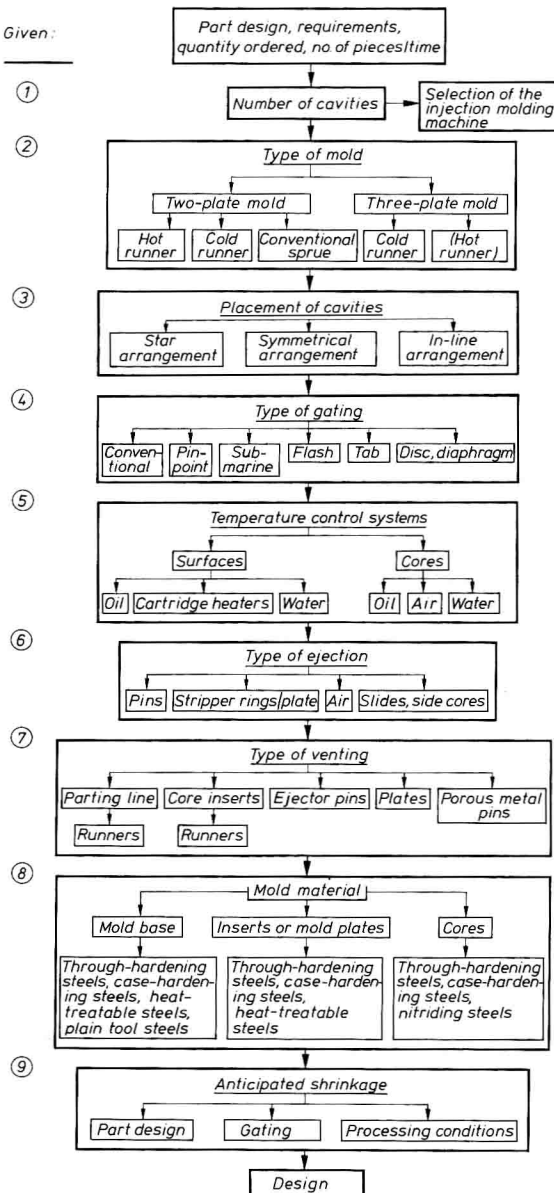 Given:
Part design, requirements,
quantity ordered, no. of pieces/time
①
Number of cavities
Selection of the
injection molding
machine
②
Type of mold
Two-plate mold
Three-plate mold
Hot
runner
Cold
runner
Conventional
sprue
Cold
runner
(Hot
runner)
③
Placement of cavities
Star
arrangement
Symmetrical
arrangement
In-line
arrangement
④
Type of gating
Conven-
tional
Pin-
point
Sub-
marine
Flash
Tab
Disc, diaphragm
⑤
Temperature control systems
Surfaces
Cores
Oil
Cartridge heaters
Water
Oil
Air
Water
⑥
Type of ejection
Pins
Stripper rings/plate
Air
Slides, side cores
⑦
Type of venting
Parting line
Core inserts
Ejector pins
Plates
Porous metal
pins
Runners
Runners
⑧
Mold material
Mold base
Inserts or mold plates
Cores
Through-hardening
steels, case-harden-
ing steels, heat-
treatable steels,
plain tool steels
Through-hardening
steels, case-harden-
ing steels,
heat-treatable
steels
Through-hardening
steels, case-harden-
ing steels,
nitriding steels
⑨
Anticipated shrinkage
Part design
Gating
Processing conditions
Design